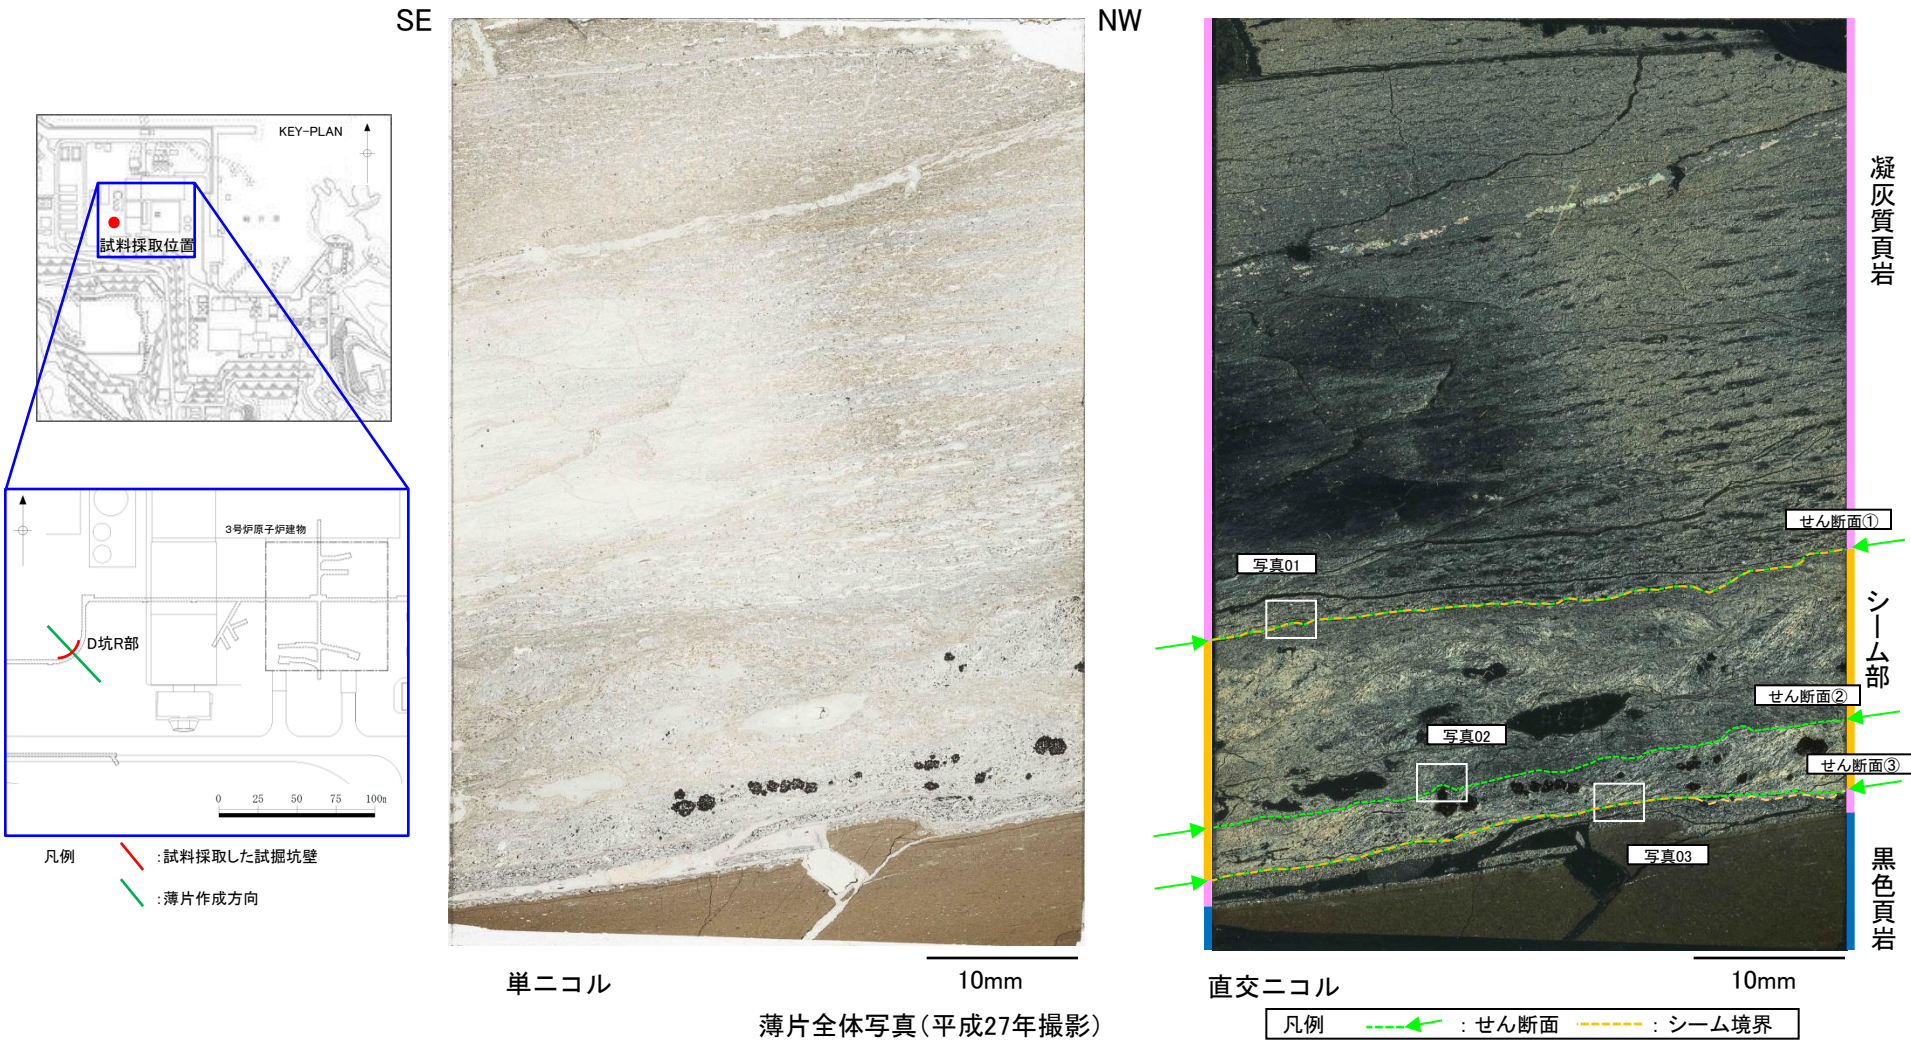 SE
NW
KEY-PLAN
試料採取位置
3号炉原子炉建物
D坑R部
0 25 50 75 100m
凡例
:試料採取した試掘坑壁
:薄片作成方向
単ニコル
10mm
凝灰質頁岩
せん断面①
写真01
シーム部
せん断面②
写真02
せん断面③
写真03
黒色頁岩
直交ニコル
10mm
薄片全体写真(平成27年撮影)
凡例 :せん断面 :シーム境界